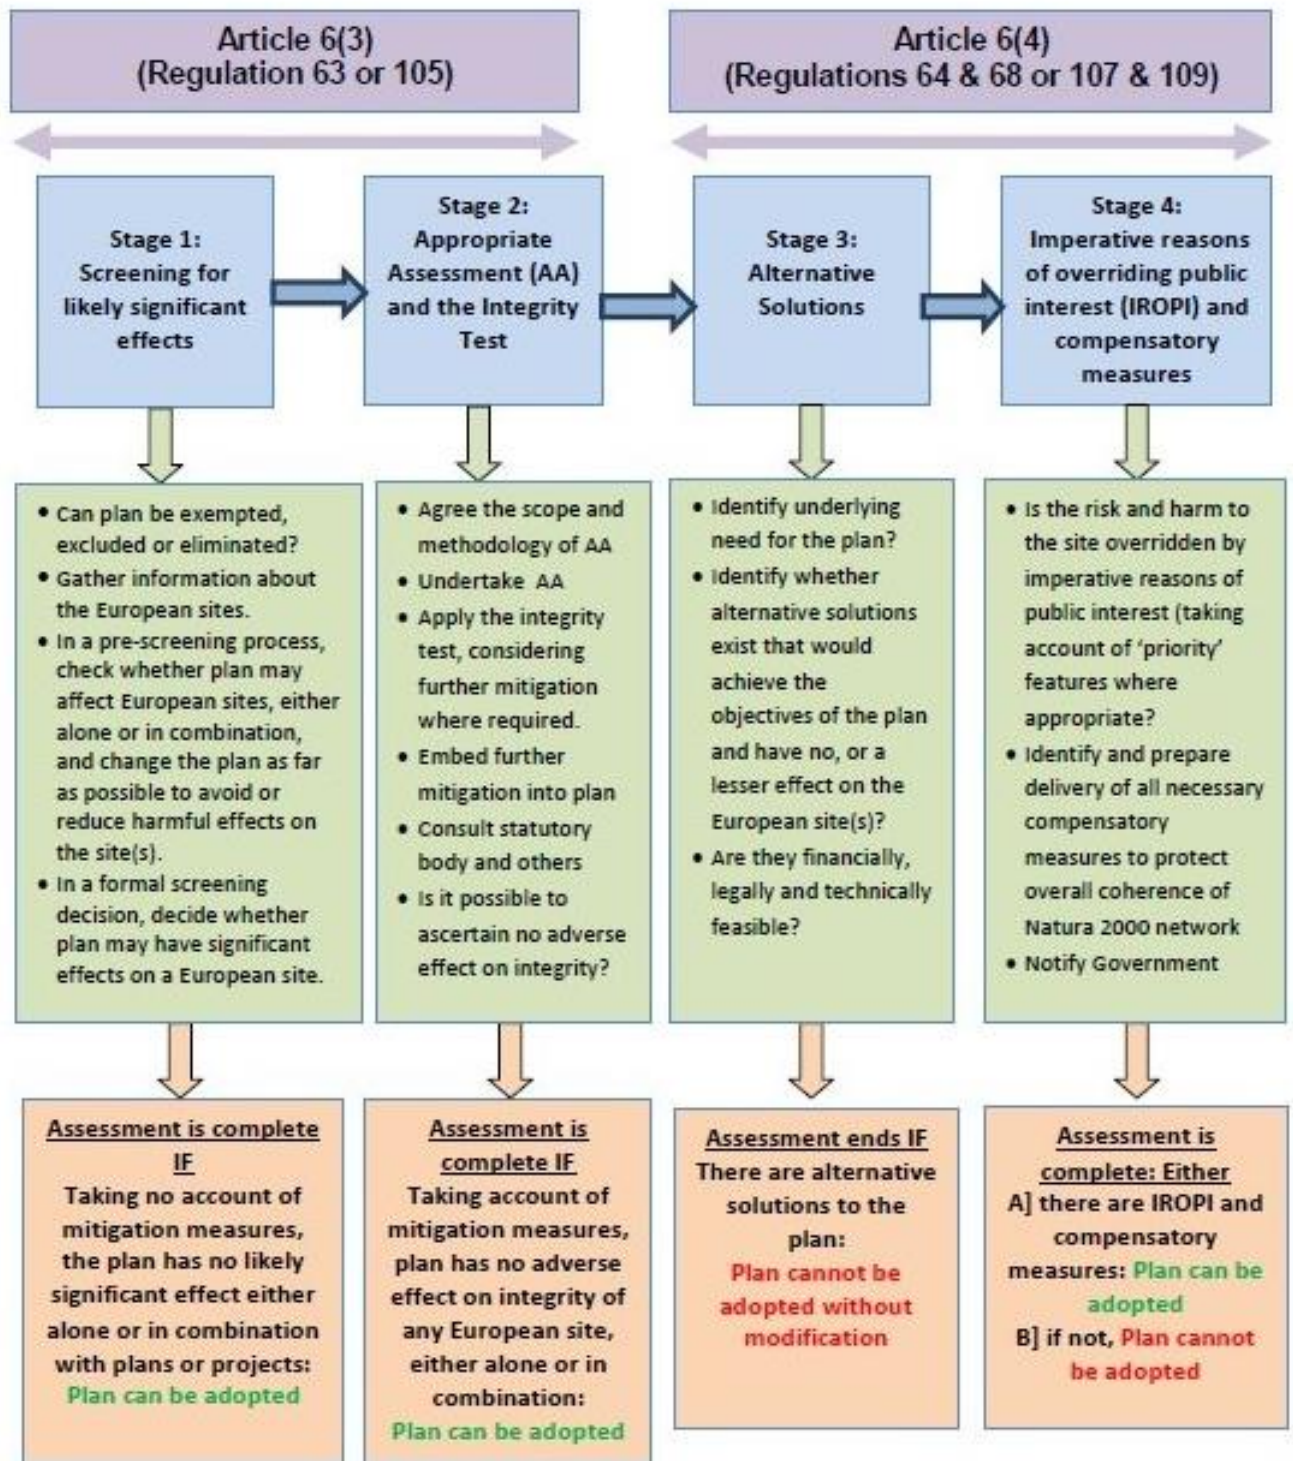 Article 6(3)
(Regulation 63 or 105)
Article 6(4)
(Regulations 64 & 68 or 107 & 109)
Stage 1:
Screening for
likely significant
effects
Stage 2:
Appropriate
Assessment (AA)
and the Integrity
Test
Stage 3:
Alternative
Solutions
Stage 4:
Imperative reasons
of overriding public
interest (IROPI) and
compensatory
measures
• Can plan be exempted,
excluded or eliminated?
• Gather information about
the European sites.
• In a pre-screening process,
check whether plan may
affect European sites, either
alone or in combination,
and change the plan as far
as possible to avoid or
reduce harmful effects on
the site(s).
• In a formal screening
decision, decide whether
plan may have significant
effects on a European site.
• Agree the scope and
methodology of AA
• Undertake AA
• Apply the integrity
test, considering
further mitigation
where required.
• Embed further
mitigation into plan
• Consult statutory
body and others
• Is it possible to
ascertain no adverse
effect on integrity?
• Identify underlying
need for the plan?
• Identify whether
alternative solutions
exist that would
achieve the
objectives of the plan
and have no, or a
lesser effect on the
European site(s)?
• Are they financially,
legally and technically
feasible?
• Is the risk and harm to
the site overridden by
imperative reasons of
public interest (taking
account of ‘priority’
features where
appropriate?
• Identify and prepare
delivery of all necessary
compensatory
measures to protect
overall coherence of
Natura 2000 network
• Notify Government
Assessment is complete
IF
Taking no account of
mitigation measures,
the plan has no likely
significant effect either
alone or in combination
with plans or projects:
Plan can be adopted
Assessment is
complete IF
Taking account of
mitigation measures,
plan has no adverse
effect on integrity of
any European site,
either alone or in
combination:
Plan can be adopted
Assessment ends IF
There are alternative
solutions to the
plan:
Plan cannot be
adopted without
modification
Assessment is
complete: Either
A] there are IROPI and
compensatory
measures: Plan can be
adopted
B] if not, Plan cannot
be adopted